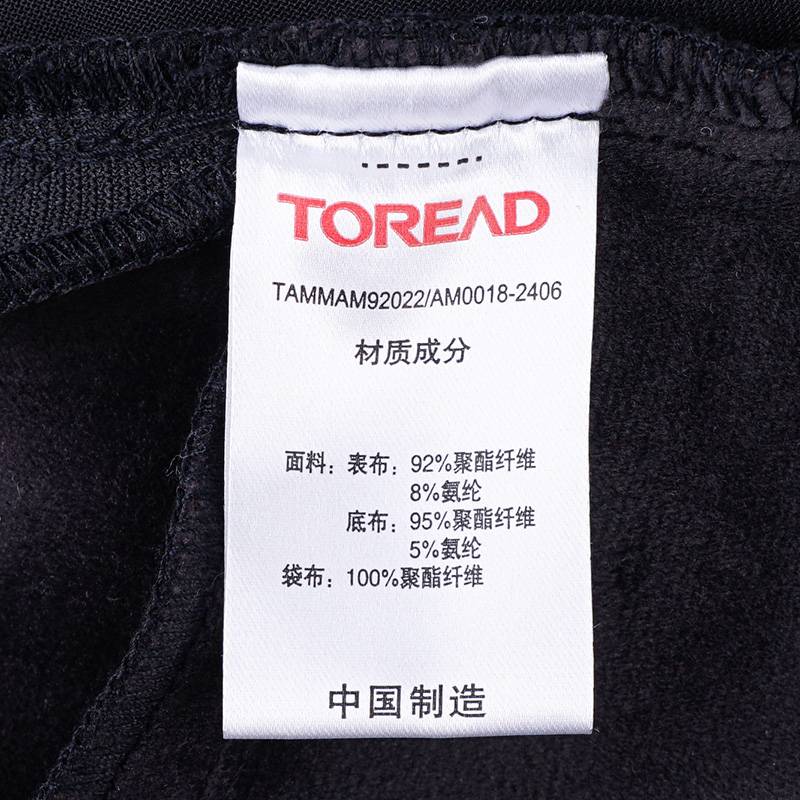 TOREAD
TAMMAM92022/AM0018-2406
材质成分
面料：表布：92%聚酯纤维
8%氨纶
底布：95%聚酯纤维
5%氨纶
袋布：100%聚酯纤维
中国制造